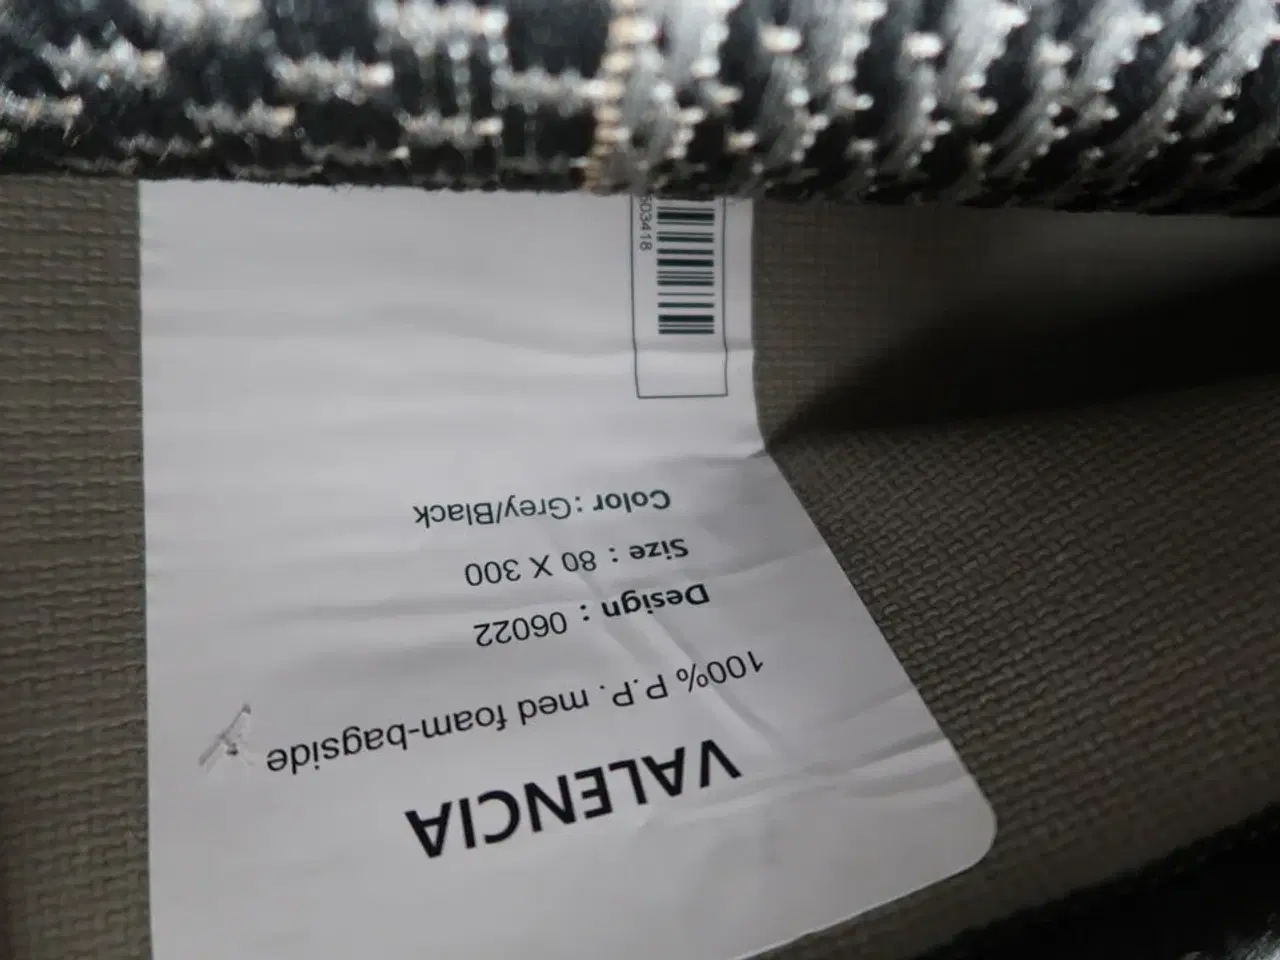 VALENCIA
100% P.P. med foam-bagside
Design : 06022
Size : 80 X 300
Color : Grey/Black